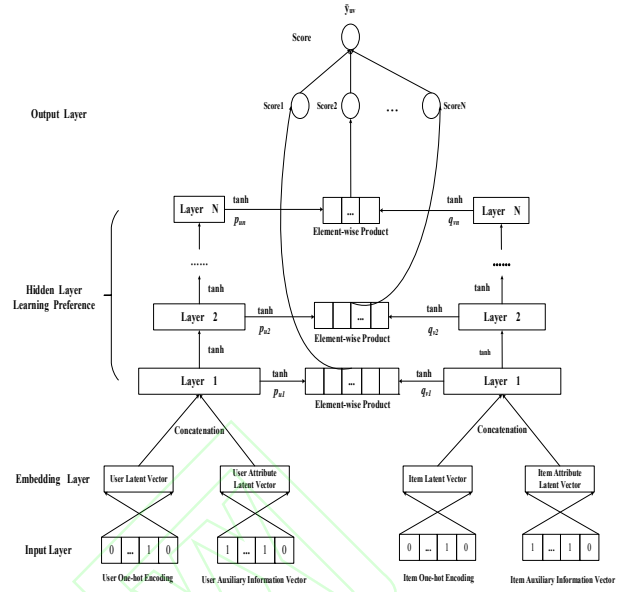 ŷuv
Score
Output Layer
Score1 Score2 ... ScoreN
Layer N tanh pun ... tanh qvn Layer N
Element-wise Product
...... ......
Hidden Layer
Learning Preference
tanh tanh
Layer 2 tanh pu2 ... tanh qv2 Layer 2
Element-wise Product
tanh tanh
Layer 1 tanh pu1 ... tanh qv1 Layer 1
Element-wise Product
Concatenation Concatenation
Embedding Layer
User Latent Vector User Attribute Latent Vector Item Latent Vector Item Attribute Latent Vector
Input Layer
0 ... 1 0 1 ... 1 0 0 ... 1 0 1 ... 1 0
User One-hot Encoding User Auxiliary Information Vector Item One-hot Encoding Item Auxiliary Information Vector